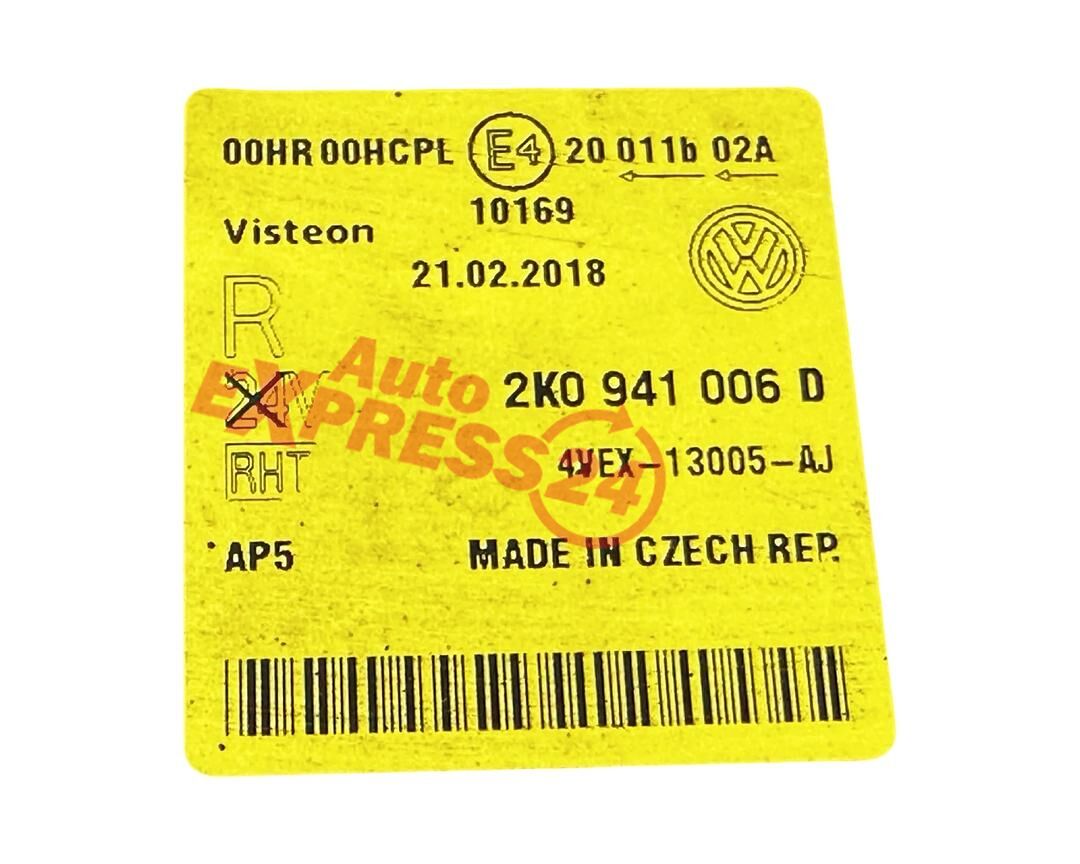 00HR 00HCPL E4 20 011b 02A
10169
Visteon
21.02.2018
R
24V
2K0 941 006 D
RHT
4VEX-13005-AJ
AP5
MADE IN CZECH REP.
Auto
EXPRESS24